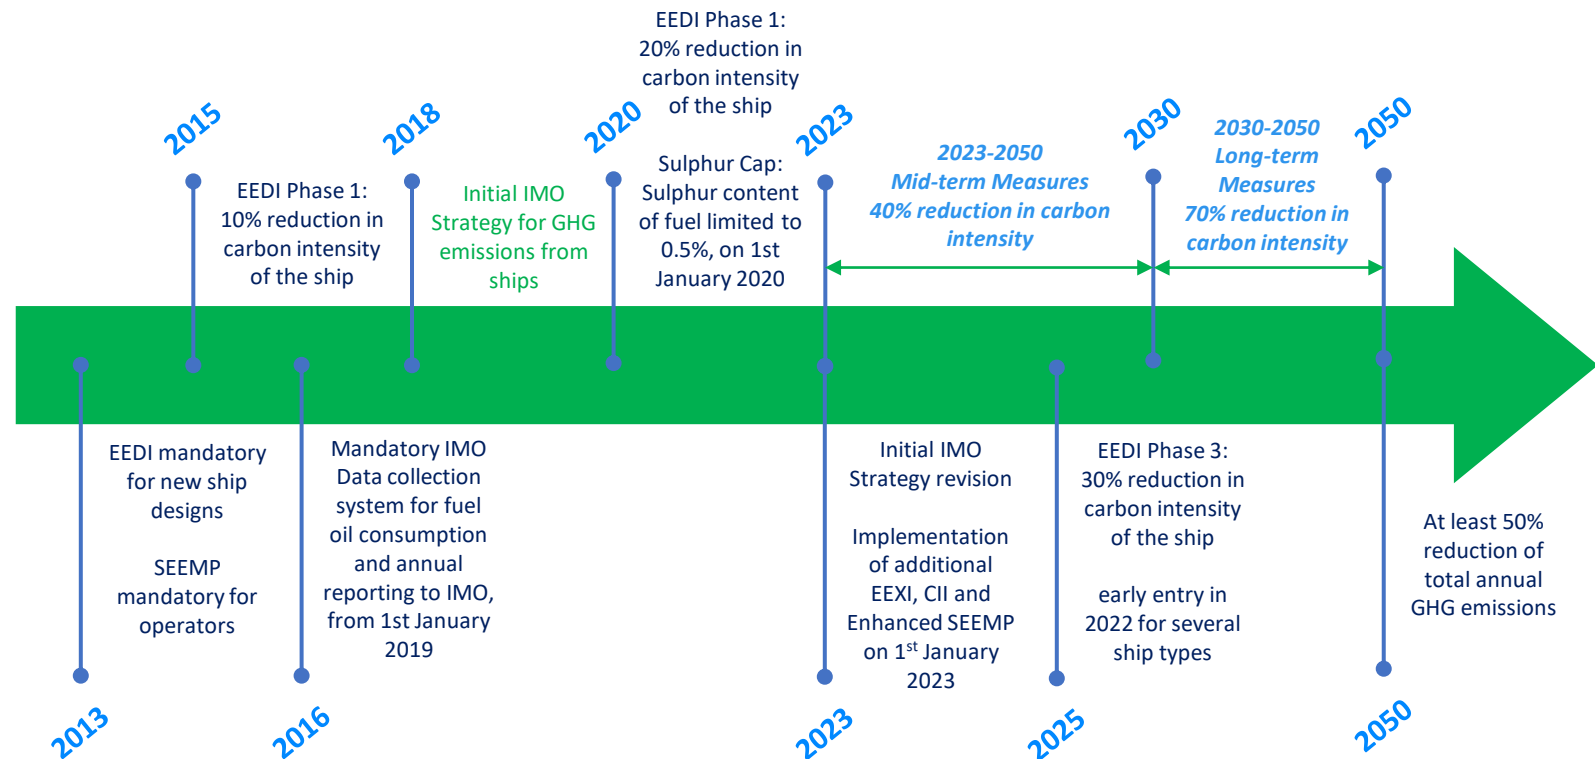 2015
EEDI Phase 1:
10% reduction in
carbon intensity
of the ship
2018
Initial IMO
Strategy for GHG
emissions from
ships
2020
EEDI Phase 1:
20% reduction in
carbon intensity
of the ship
Sulphur Cap:
Sulphur content
of fuel limited to
0.5%, on 1st
January 2020
2023
2023-2050
Mid-term Measures
40% reduction in carbon
intensity
2030
2030-2050
Long-term
Measures
70% reduction in
carbon intensity
2050
2013
EEDI mandatory
for new ship
designs
SEEMP
mandatory for
operators
2016
Mandatory IMO
Data collection
system for fuel
oil consumption
and annual
reporting to IMO,
from 1st January
2019
2023
Initial IMO
Strategy revision
Implementation
of additional
EEXI, CII and
Enhanced SEEMP
on 1st January
2023
2025
EEDI Phase 3:
30% reduction in
carbon intensity
of the ship
early entry in
2022 for several
ship types
2050
At least 50%
reduction of
total annual
GHG emissions